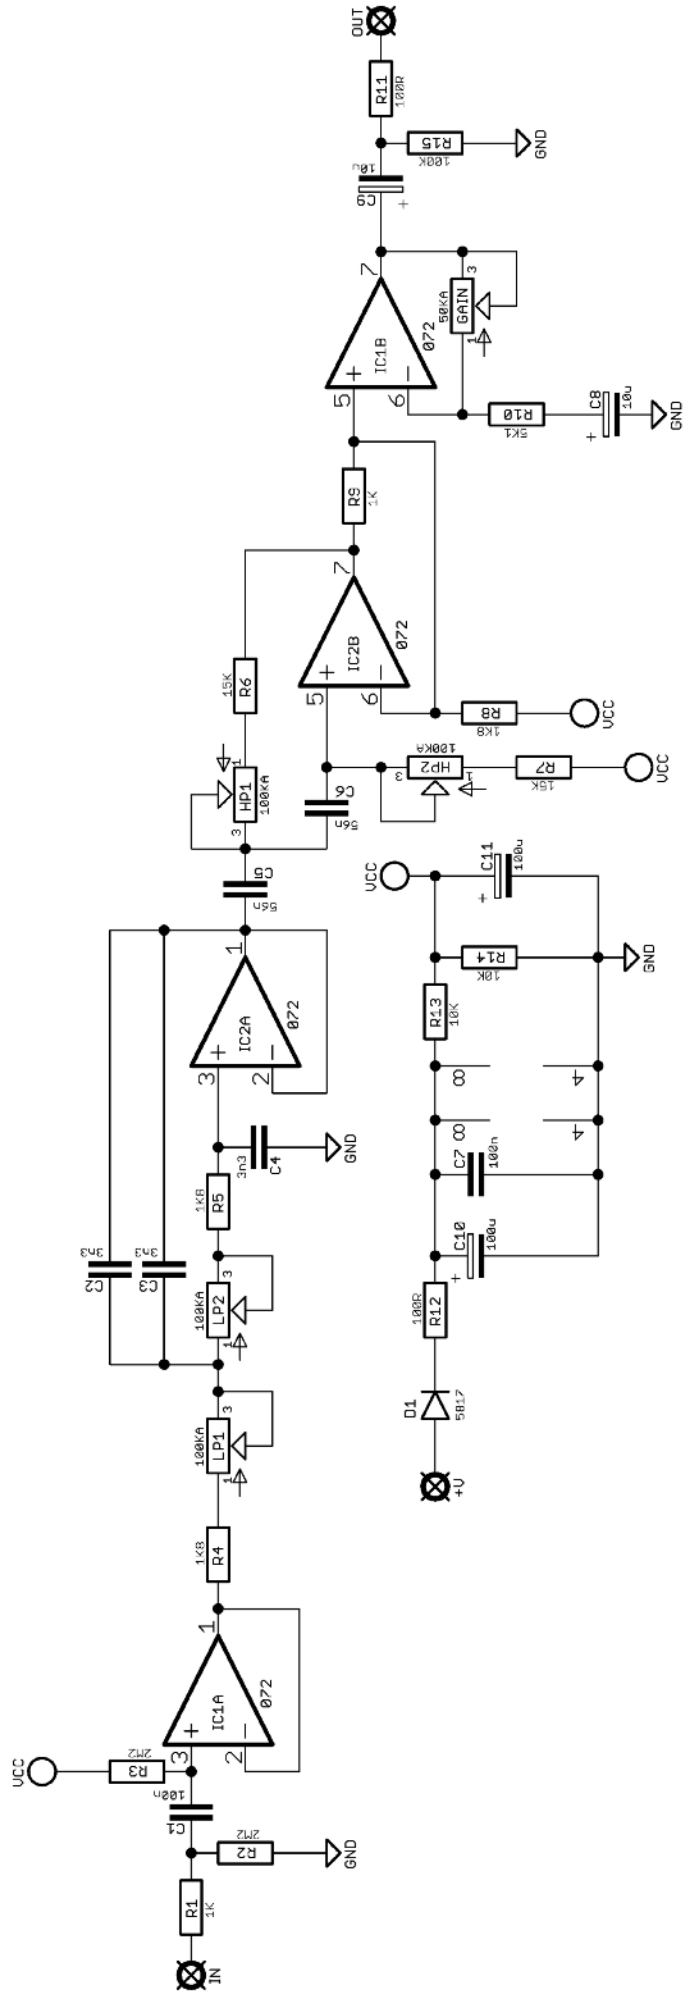 IN
R1
1K
R2
2M2
GND
C1
100n
VCC
R3
2M2
3
2
+
−
1
IC1A
072
R4
1K8
LP1
100KA
1
3
C2
3n3
C3
3n3
LP2
100KA
1
3
R5
1K8
C4
3n3
GND
3
2
+
−
1
IC2A
072
C5
56n
HP1
100KA
3
1
R6
15K
C6
56n
HP2
100KA
3
1
R7
15K
VCC
5
6
+
−
7
IC2B
072
R8
1K8
VCC
R9
1K
5
6
+
−
7
IC1B
072
GAIN
50KA
1
3
R10
5K1
C8
+
10u
GND
C9
+
10u
R15
100K
GND
R11
100R
OUT
+V
D1
5817
R12
100R
C10
+
100u
C7
100n
8
4
8
4
R13
10K
R14
10K
GND
VCC
C11
+
100u